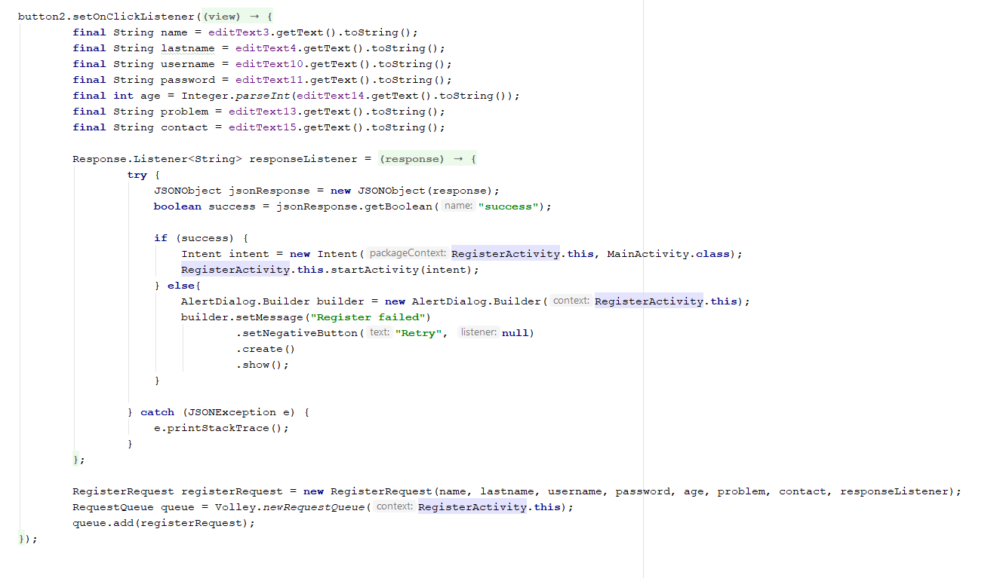 button2.setOnClickListener((view) → {
final String name = editText3.getText().toString();
final String lastname = editText4.getText().toString();
final String username = editText10.getText().toString();
final String password = editText11.getText().toString();
final int age = Integer.parseInt(editText14.getText().toString());
final String problem = editText13.getText().toString();
final String contact = editText15.getText().toString();
Response.Listener<String> responseListener = (response) → {
try {
JSONObject jsonResponse = new JSONObject(response);
boolean success = jsonResponse.getBoolean( name: "success");
if (success) {
Intent intent = new Intent( packageContext: RegisterActivity.this, MainActivity.class);
RegisterActivity.this.startActivity(intent);
} else{
AlertDialog.Builder builder = new AlertDialog.Builder( context: RegisterActivity.this);
builder.setMessage("Register failed")
.setNegativeButton( text: "Retry", listener: null)
.create()
.show();
}
} catch (JSONException e) {
e.printStackTrace();
}
};
RegisterRequest registerRequest = new RegisterRequest(name, lastname, username, password, age, problem, contact, responseListener);
RequestQueue queue = Volley.newRequestQueue( context: RegisterActivity.this);
queue.add(registerRequest);
});